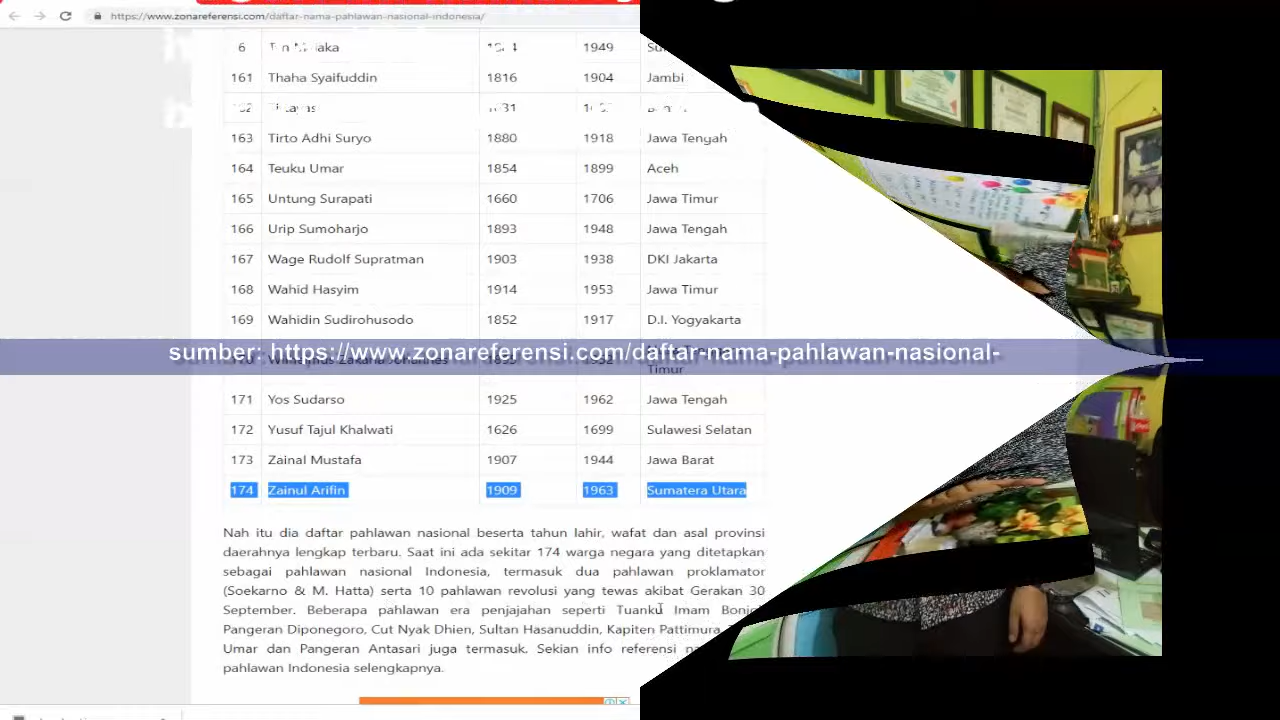 https://www.zonareferensi.com/daftar-nama-pahlawan-nasional-indonesia/
6 1949
161 Thaha Syaifuddin 1816 1904 Jambi
163 Tirto Adhi Suryo 1880 1918 Jawa Tengah
164 Teuku Umar 1854 1899 Aceh
165 Untung Surapati 1660 1706 Jawa Timur
166 Urip Sumoharjo 1893 1948 Jawa Tengah
167 Wage Rudolf Supratman 1903 1938 DKI Jakarta
168 Wahid Hasyim 1914 1953 Jawa Timur
169 Wahidin Sudirohusodo 1852 1917 D.I. Yogyakarta
sumber: https://www.zonareferensi.com/daftar-nama-pahlawan-nasional-
Timur
171 Yos Sudarso 1925 1962 Jawa Tengah
172 Yusuf Tajul Khalwati 1626 1699 Sulawesi Selatan
173 Zainal Mustafa 1907 1944 Jawa Barat
174 Zainul Arifin 1909 1963 Sumatera Utara
Nah itu dia daftar pahlawan nasional beserta tahun lahir, wafat dan asal provinsi
daerahnya lengkap terbaru. Saat ini ada sekitar 174 warga negara yang ditetapkan
sebagai pahlawan nasional Indonesia, termasuk dua pahlawan proklamator
(Soekarno & M. Hatta) serta 10 pahlawan revolusi yang tewas akibat Gerakan 30
September. Beberapa pahlawan era penjajahan seperti Tuanku Imam
Pangeran Diponegoro, Cut Nyak Dhien, Sultan Hasanuddin, Kapiten Pattimura,
Umar dan Pangeran Antasari juga termasuk. Sekian info referensi
pahlawan Indonesia selengkapnya.